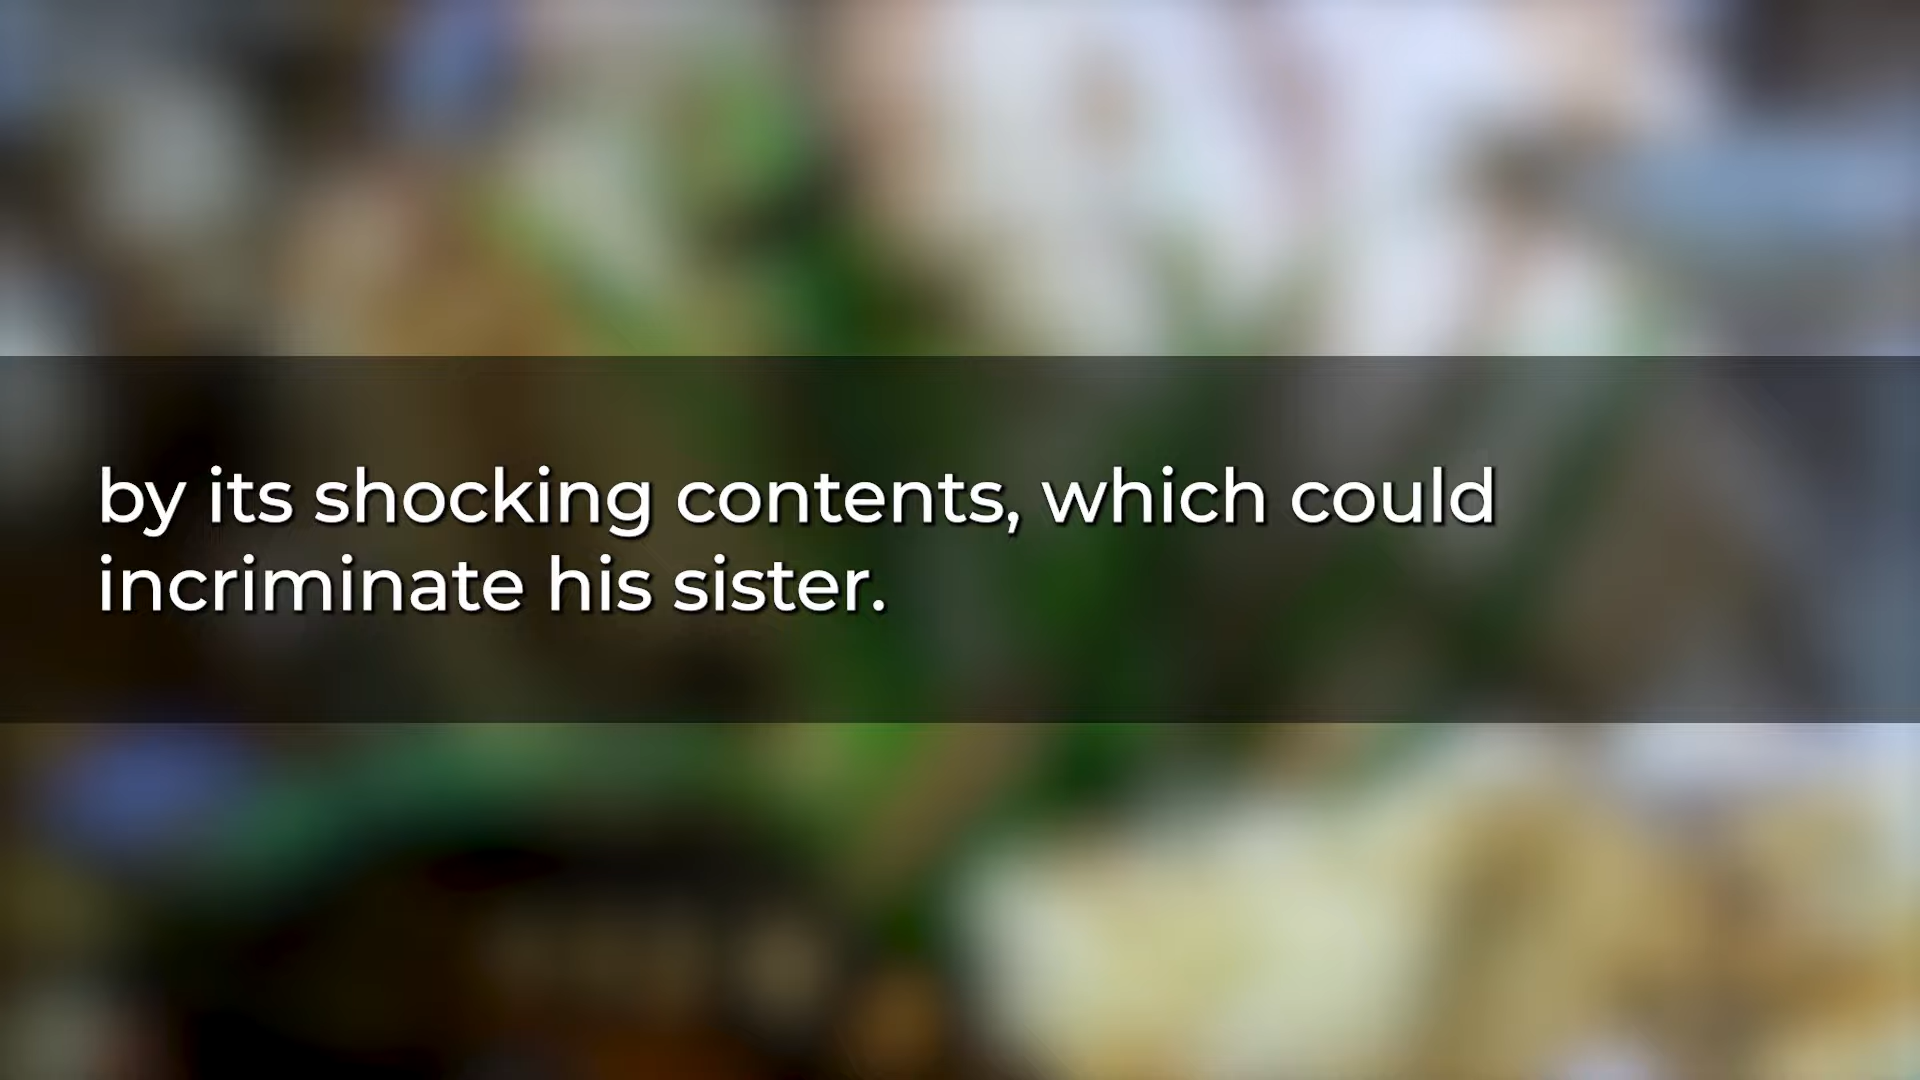 by its shocking contents, which could
incriminate his sister.